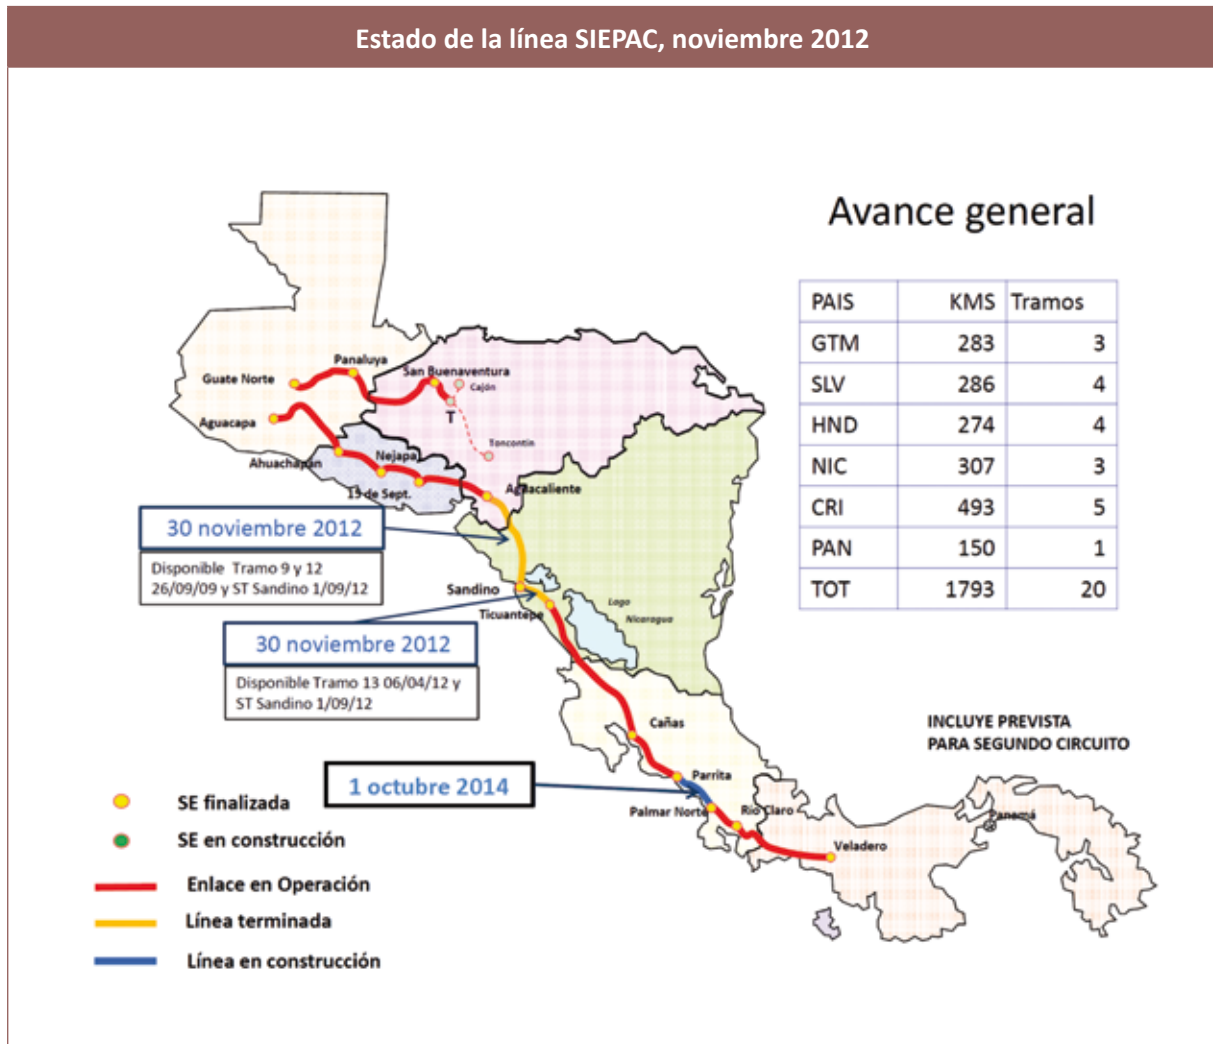 Estado de la línea SIEPAC, noviembre 2012
Avance general
PAIS KMS Tramos
GTM 283 3
SLV 286 4
HND 274 4
NIC 307 3
CRI 493 5
PAN 150 1
TOT 1793 20
Panaluya
Guate Norte
San Buenaventura
Cajón
Aguacapa
T
Toncontín
Ahuachapán
Nejapa
15 de Sept.
Aguacaliente
30 noviembre 2012
Disponible Tramo 9 y 12
26/09/09 y ST Sandino 1/09/12
Sandino
Ticuantepe
Lago
Nicaragua
30 noviembre 2012
Disponible Tramo 13 06/04/12 y
ST Sandino 1/09/12
Cañas
INCLUYE PREVISTA
PARA SEGUNDO CIRCUITO
Parrita
1 octubre 2014
Palmar Norte
Río Claro
Panamá
Veladero
SE finalizada
SE en construcción
Enlace en Operación
Línea terminada
Línea en construcción